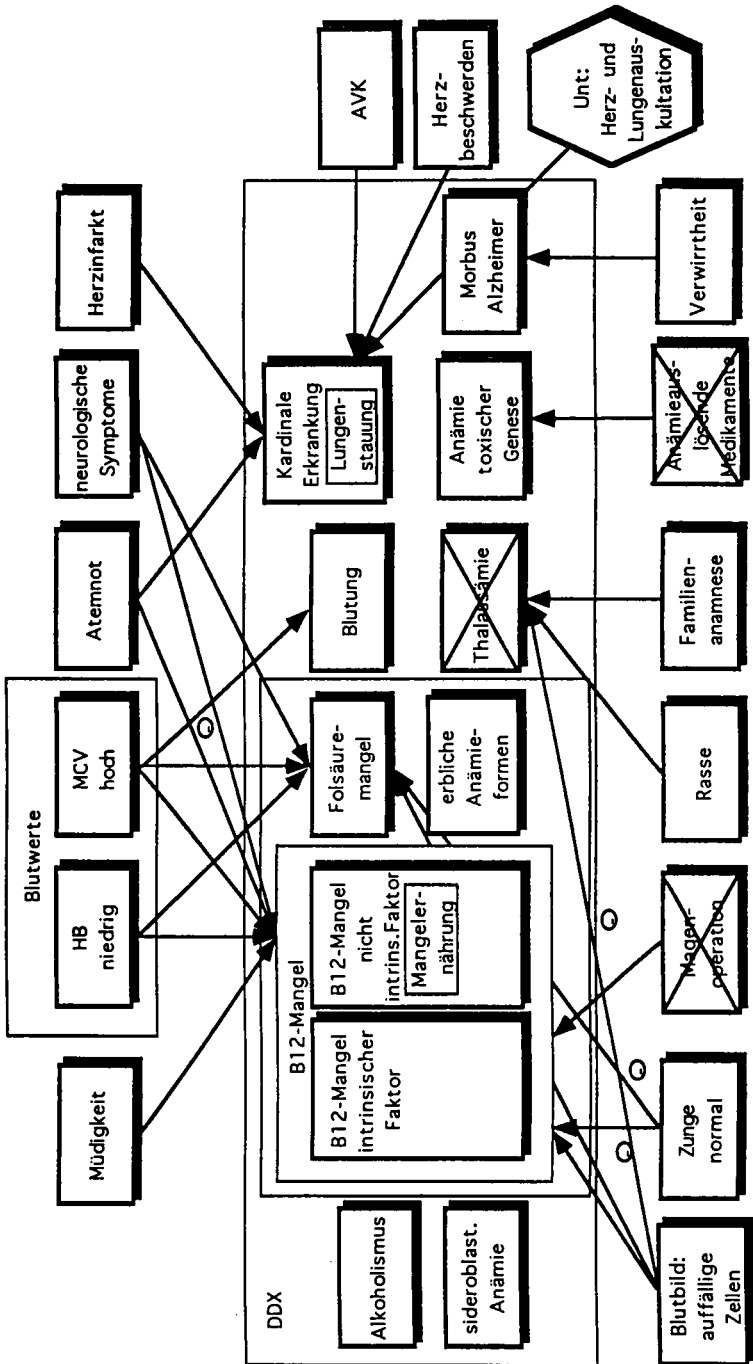 Müdigkeit
Blutwerte
HB
niedrig
MCV
hoch
Atemnot
neurologische
Symptome
Herzinfarkt
DDX
Alkoholismus
sideroblast.
Anämie
B12-Mangel
B12-Mangel
intrinsischer
Faktor
B12-Mangel
nicht
intrins.Faktor
Mangeler-
nährung
Folsäure-
mangel
erbliche
Anämie-
formen
Blutung
Thalassämie
Kardinale
Erkrankung
Lungen-
stauung
Anämie
toxischer
Genese
Morbus
Alzheimer
AVK
Herz-
beschwerden
Unt:
Herz- und
Lungenaus-
kultation
Blutbild:
auffällige
Zellen
Zunge
normal
Magen-
operation
Rasse
Familien-
anamnese
Anämieaus-
lösende
Medikamente
Verwirrtheit